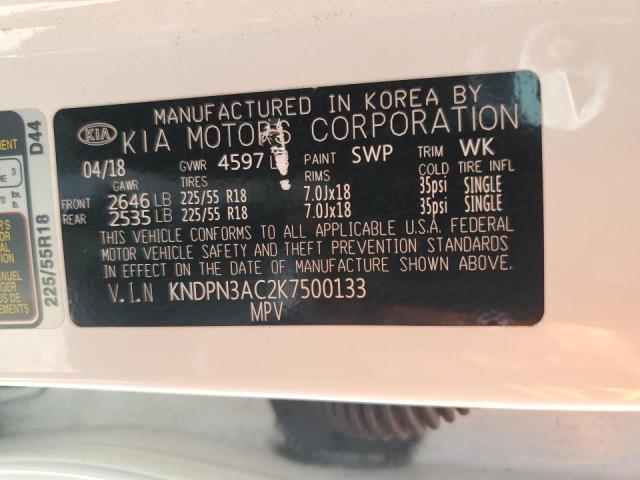 MANUFACTURED IN KOREA BY
KIA KIA MOTORS CORPORATION
04/18 GVWR 4597 PAINT SWP TRIM WK
GAWR TIRES RIMS COLD TIRE INFL
FRONT 2646 LB 225/55 R18 7.0Jx18 35psi SINGLE
REAR 2535 LB 225/55 R18 7.0Jx18 35psi SINGLE
THIS VEHICLE CONFORMS TO ALL APPLICABLE U.S.A. FEDERAL
MOTOR VEHICLE SAFETY AND THEFT PREVENTION STANDARDS
IN EFFECT ON THE DATE OF MANUFACTURE SHOWN ABOVE.
V.I.N KNDPN3AC2K7500133
MPV
D44
225/55R18